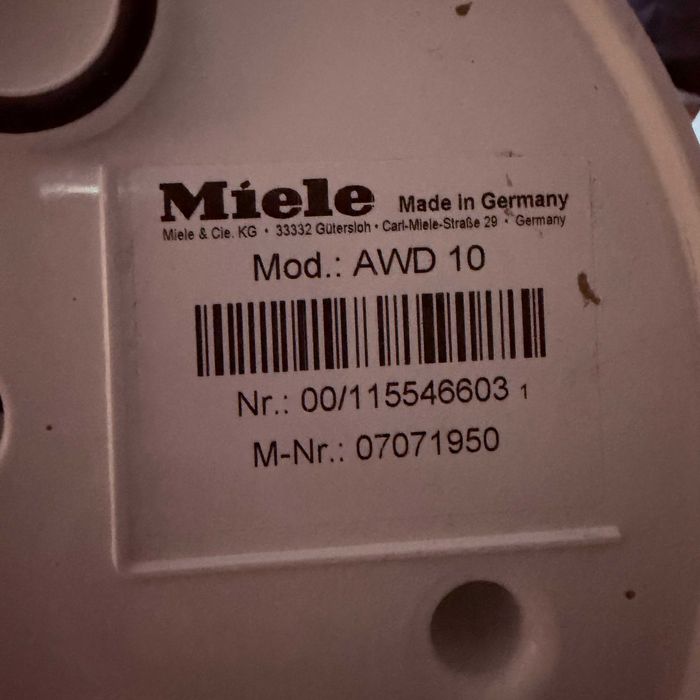 Miele Made in Germany
Miele & Cie. KG • 33332 Gütersloh • Carl-Miele-Straße 29 • Germany
Mod.: AWD 10
Nr.: 00/115546603 1
M-Nr.: 07071950